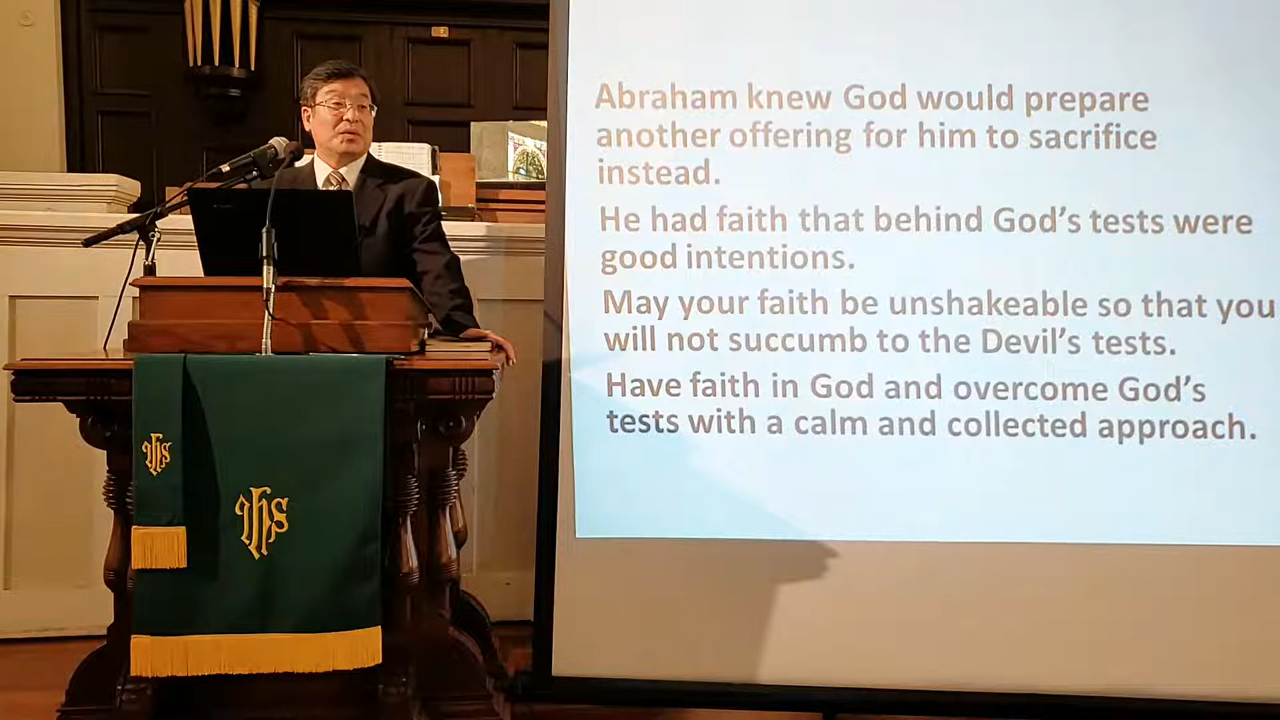 Abraham knew God would prepare
another offering for him to sacrifice
instead.
He had faith that behind God's tests were
good intentions.
May your faith be unshakeable so that you
will not succumb to the Devil's tests.
Have faith in God and overcome God's
tests with a calm and collected approach.
ihs
ihs